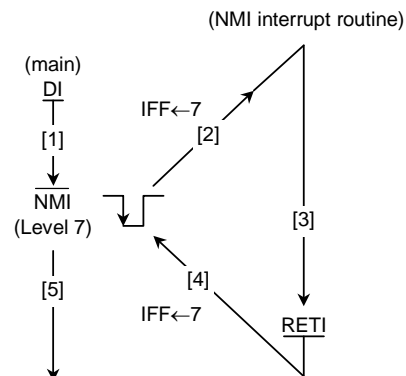 (NMI interrupt routine)
(main)
DI
IFF←7
[1]
[2]
NMI
(Level 7)
[3]
[5]
[4]
IFF←7
RETI